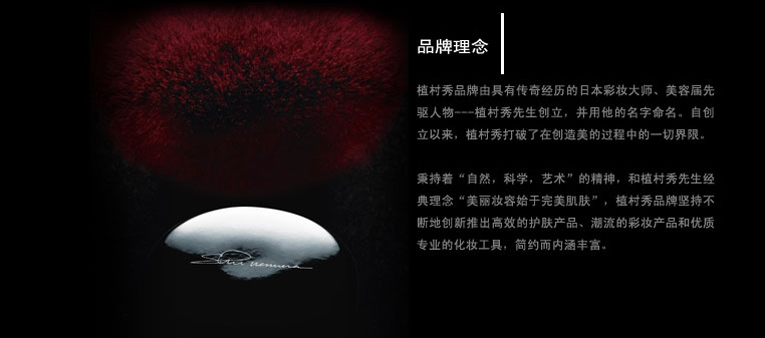 品牌理念
植村秀品牌由具有传奇经历的日本彩妆大师、美容届先
驱人物---植村秀先生创立，并用他的名字命名。自创
立以来，植村秀打破了在创造美的过程中的一切界限。
秉持着“自然，科学，艺术”的精神，和植村秀先生经
典理念“美丽妆容始于完美肌肤”，植村秀品牌坚持不
断地创新推出高效的护肤产品、潮流的彩妆产品和优质
专业的化妆工具，简约而内涵丰富。